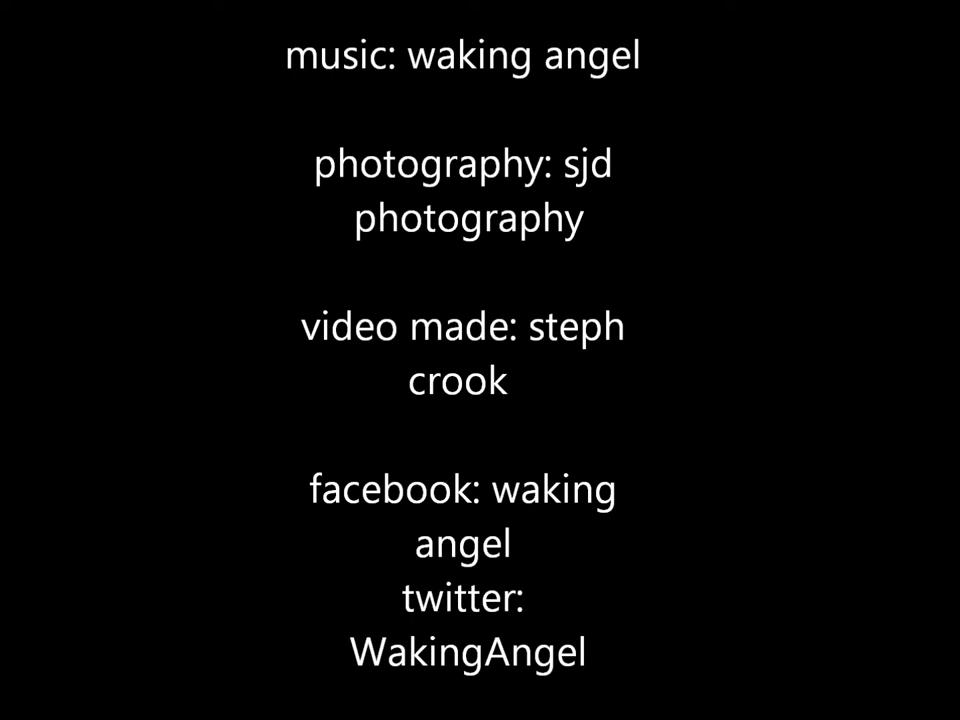 music: waking angel
photography: sjd
photography
video made: steph
crook
facebook: waking
angel
twitter:
WakingAngel